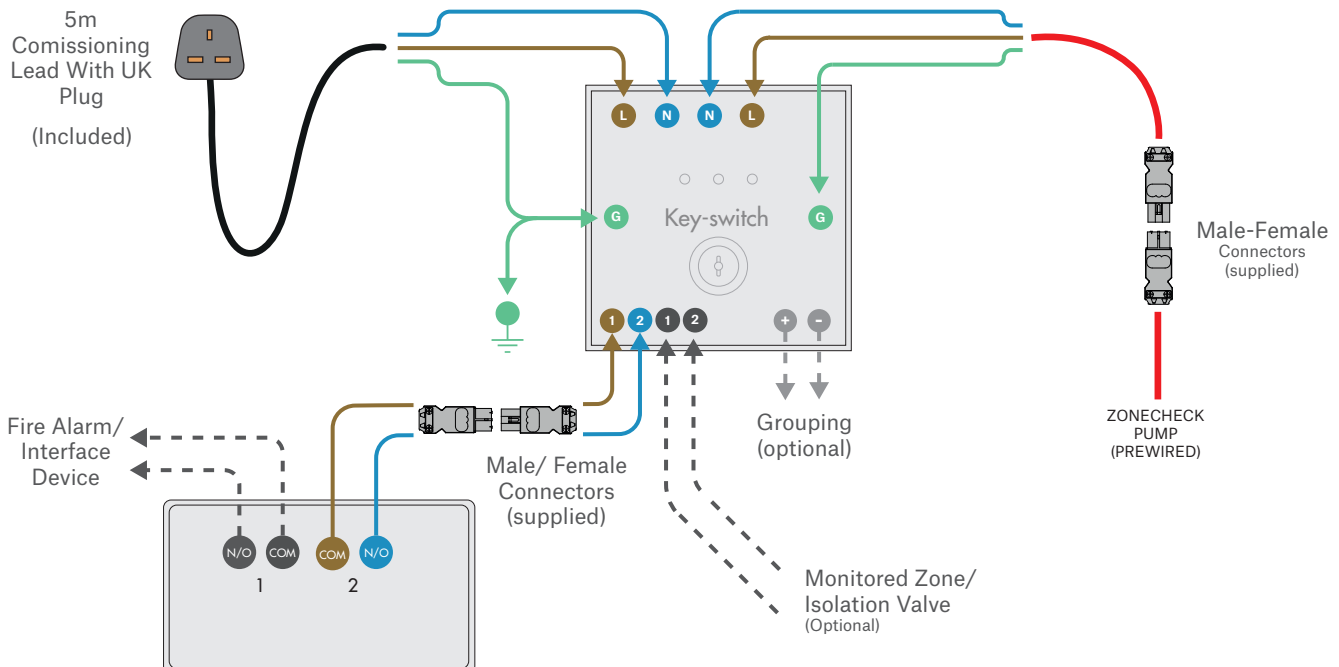 5m
Comissioning
Lead With UK
Plug
(Included)
L
N
N
L
G
Key-switch
G
Male-Female
Connectors
(supplied)
1
2
1
2
+
-
Grouping
(optional)
ZONECHECK
PUMP
(PREWIRED)
Fire Alarm/
Interface
Device
Male/ Female
Connectors
(supplied)
N/O
COM
COM
N/O
1
2
Monitored Zone/
Isolation Valve
(Optional)